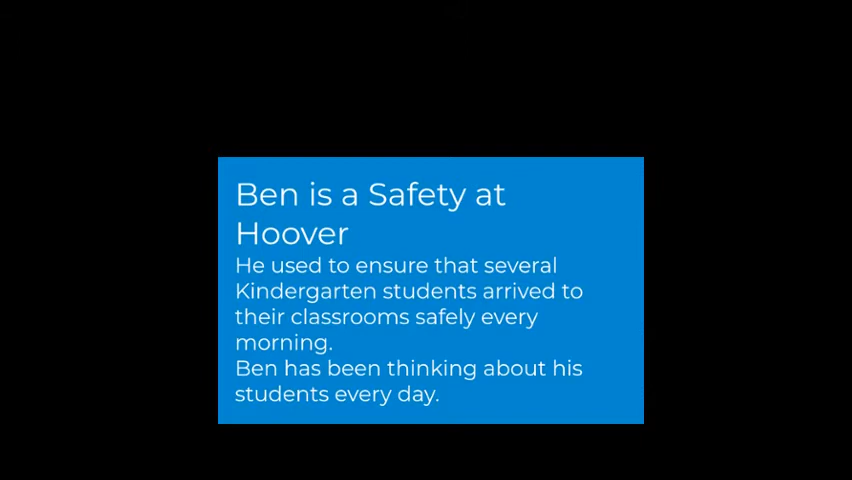 Ben is a Safety at
Hoover
He used to ensure that several
Kindergarten students arrived to
their classrooms safely every
morning.
Ben has been thinking about his
students every day.